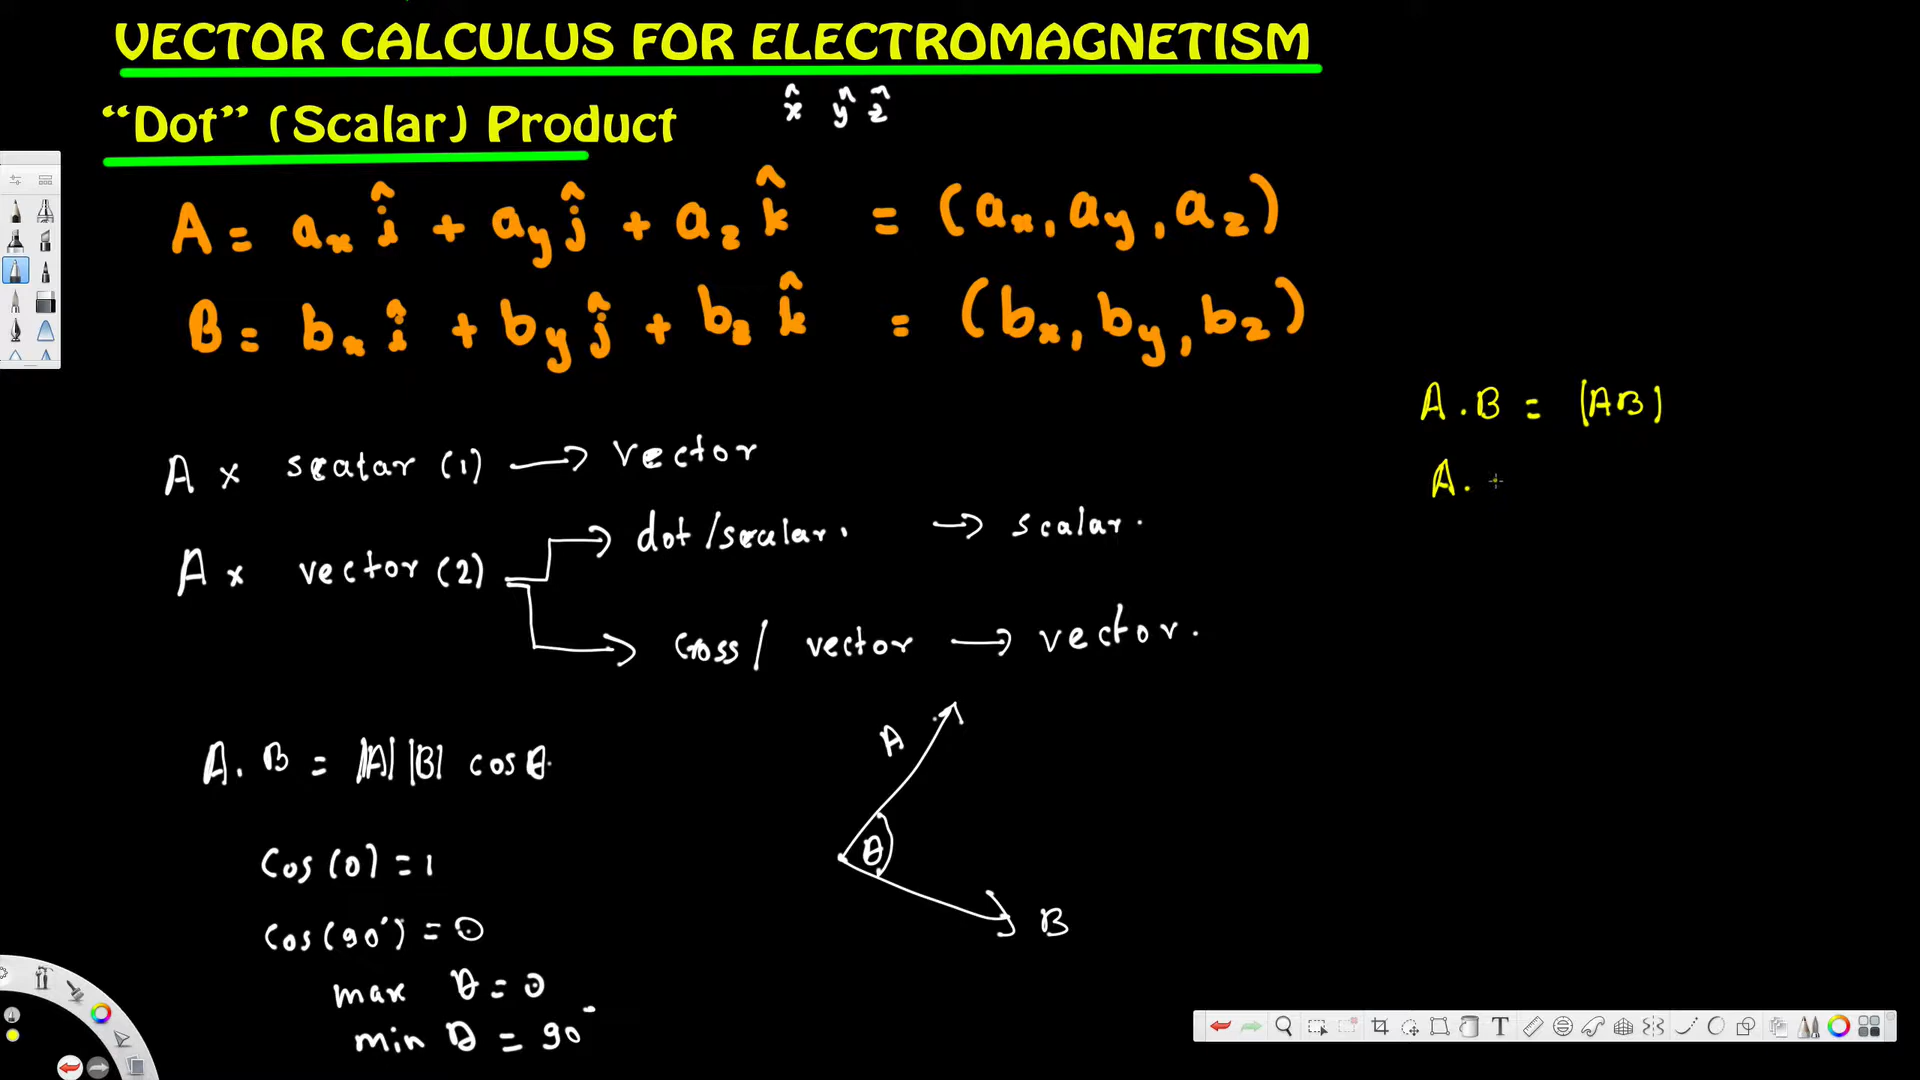 VECTOR CALCULUS FOR ELECTROMAGNETISM
“Dot” (Scalar) Product
x̂ ŷ ẑ
A = aₓ î + a_y ĵ + a_z k̂ = (aₓ, a_y, a_z)
B = bₓ î + b_y ĵ + b_z k̂ = (bₓ, b_y, b_z)
A . B = |AB|
A .
A x scalar (1) → vector
A x vector (2) → dot / scalar. → scalar.
→ cross / vector → vector.
A . B = |A| |B| cos θ.
Cos (0) = 1
Cos (90°) = 0
max θ = 0
min θ = 90°
A
θ
B
T